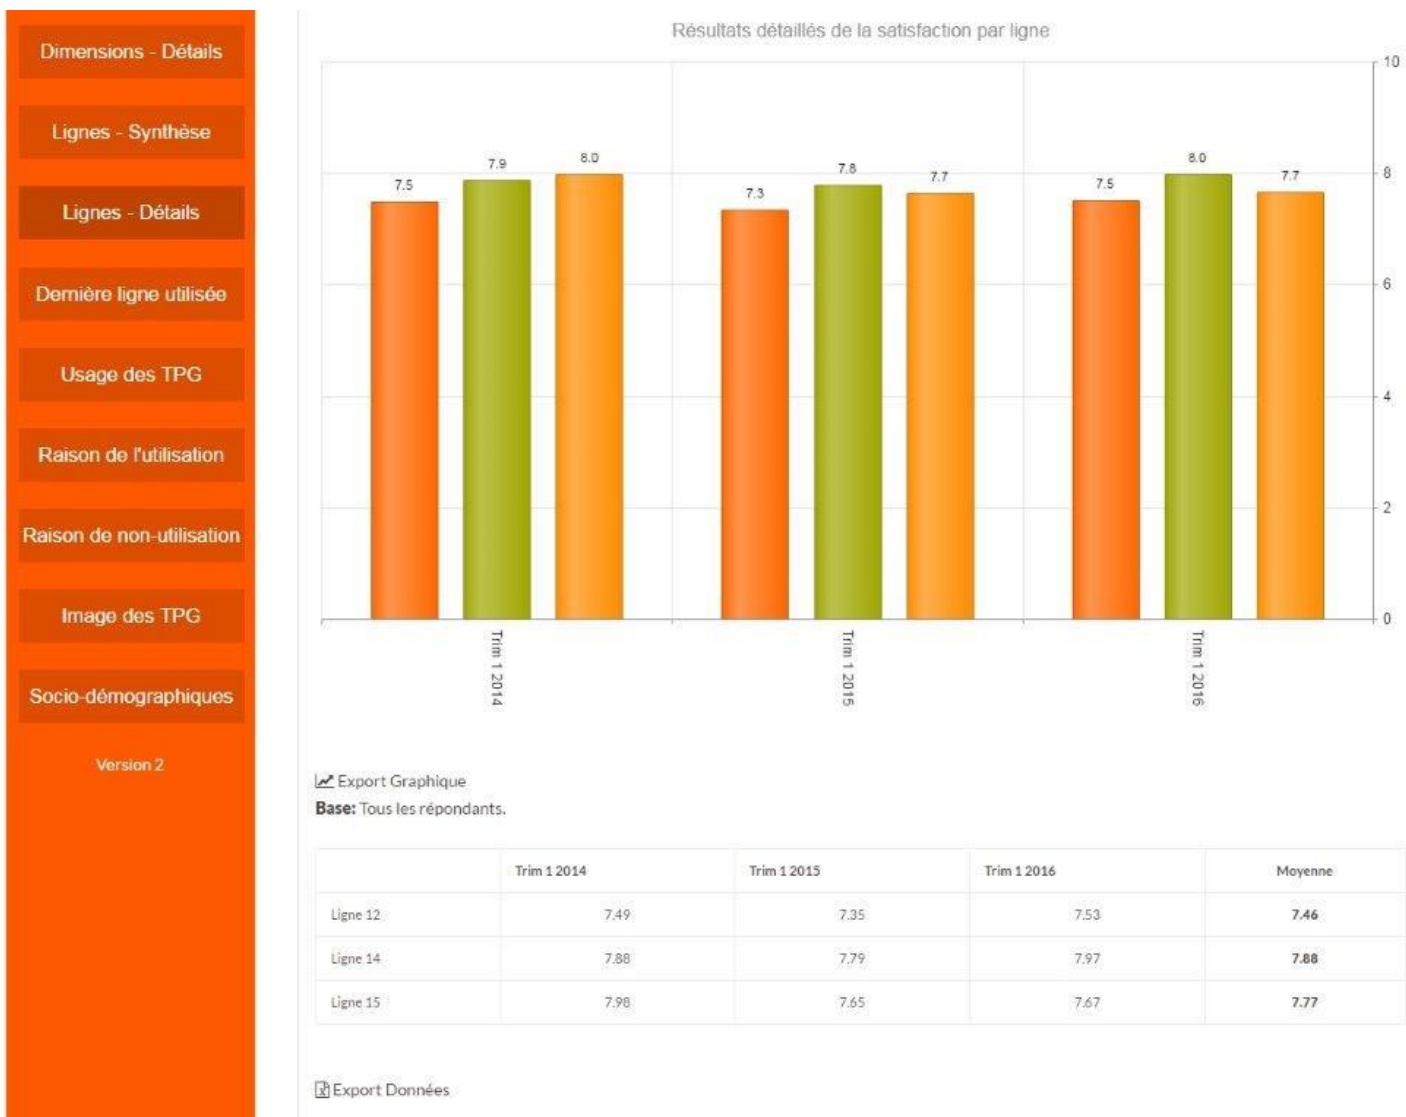 Dimensions - Détails
Lignes - Synthèse
Lignes - Détails
Dernière ligne utilisée
Usage des TPG
Raison de l'utilisation
Raison de non-utilisation
Image des TPG
Socio-démographiques
Version 2
Résultats détaillés de la satisfaction par ligne
10
8
6
4
2
0
7.5
7.9
8.0
7.3
7.8
7.7
7.5
8.0
7.7
Trim 1 2014
Trim 1 2015
Trim 1 2016
Export Graphique
Base: Tous les répondants.
Trim 1 2014 Trim 1 2015 Trim 1 2016 Moyenne
Ligne 12 7.49 7.35 7.53 7.46
Ligne 14 7.88 7.79 7.97 7.88
Ligne 15 7.98 7.65 7.67 7.77
Export Données